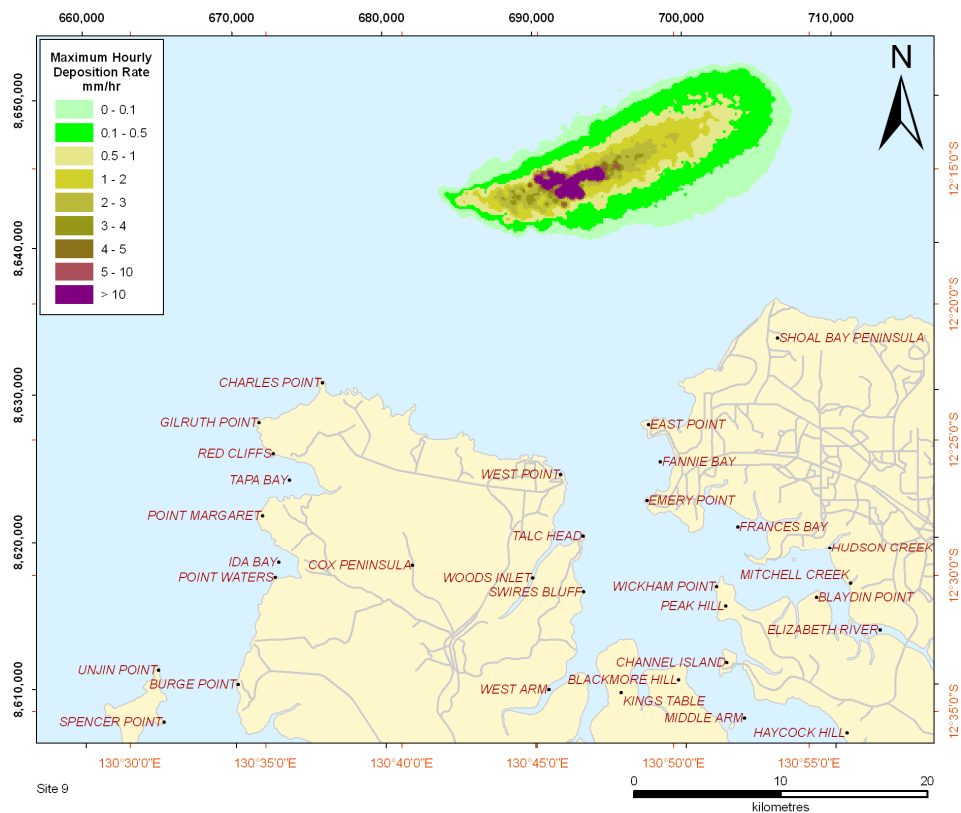 660,000 670,000 680,000 690,000 700,000 710,000
Maximum Hourly
Deposition Rate
mm/hr
0 - 0.1
0.1 - 0.5
0.5 - 1
1 - 2
2 - 3
3 - 4
4 - 5
5 - 10
> 10
N
8,650,000
8,640,000
8,630,000
8,620,000
8,610,000
12°15'0"S
12°20'0"S
12°25'0"S
12°30'0"S
12°35'0"S
SHOAL BAY PENINSULA
CHARLES POINT
GILRUTH POINT
EAST POINT
RED CLIFFS
FANNIE BAY
WEST POINT
TAPA BAY
EMERY POINT
POINT MARGARET
FRANCES BAY
TALC HEAD
HUDSON CREEK
IDA BAY
COX PENINSULA
POINT WATERS
WOODS INLET
MITCHELL CREEK
WICKHAM POINT
SWIRES BLUFF
BLAYDIN POINT
PEAK HILL
ELIZABETH RIVER
CHANNEL ISLAND
UNJIN POINT
BLACKMORE HILL
BURGE POINT
WEST ARM
KINGS TABLE
MIDDLE ARM
SPENCER POINT
HAYCOCK HILL
130°30'0"E 130°35'0"E 130°40'0"E 130°45'0"E 130°50'0"E 130°55'0"E
Site 9
0 10 20
kilometres